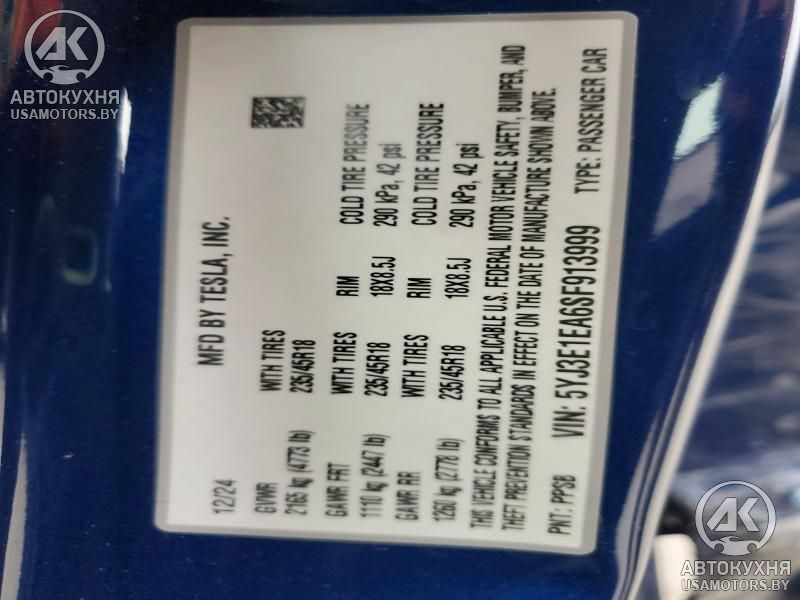 AK
АВТОКУХНЯ
USAMOTORS.BY
MFD BY TESLA, INC.
12/24
GVWR WITH TIRES RIM COLD TIRE PRESSURE
2165 kg (4773 lb) 235/45R18 18X8.5J 290 kPa, 42 psi
GAWR FRT WITH TIRES RIM COLD TIRE PRESSURE
1110 kg (2447 lb) 235/45R18 18X8.5J 290 kPa, 42 psi
GAWR RR WITH TIRES
1260 kg (2778 lb) 235/45R18
THIS VEHICLE CONFORMS TO ALL APPLICABLE U.S. FEDERAL MOTOR VEHICLE SAFETY, BUMPER, AND
THEFT PREVENTION STANDARDS IN EFFECT ON THE DATE OF MANUFACTURE SHOWN ABOVE.
PNT: PPSB VIN: 5YJ3E1EA6SF913999 TYPE: PASSENGER CAR
AK
АВТОКУХНЯ
USAMOTORS.BY